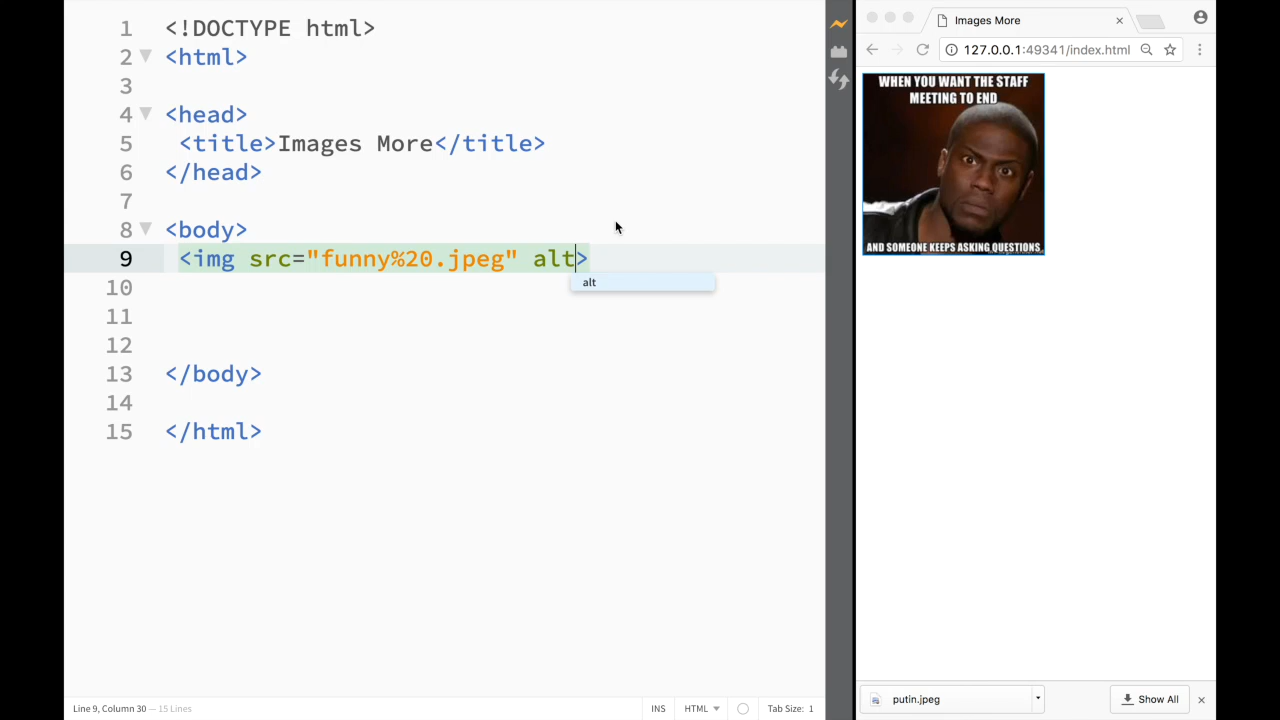 1 <!DOCTYPE html>
2 <html>
3
4 <head>
5 <title>Images More</title>
6 </head>
7
8 <body>
9 <img src="funny%20.jpeg" alt>
alt
10
11
12
13 </body>
14
15 </html>
Line 9, Column 30 — 15 Lines
INS HTML Tab Size: 1
Images More
127.0.0.1:49341/index.html
WHEN YOU WANT THE STAFF
MEETING TO END
AND SOMEONE KEEPS ASKING QUESTIONS
putin.jpeg
Show All